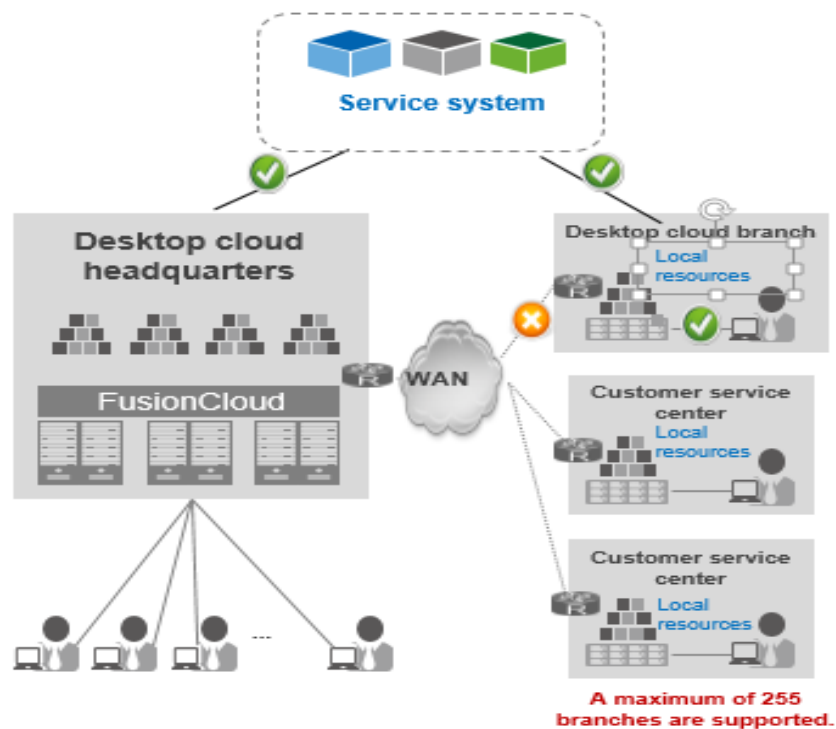 Service system
Desktop cloud
headquarters
FusionCloud
R
WAN
Desktop cloud branch
Local
resources
R
Customer service
center
Local
resources
R
Customer service
center
Local
resources
R
...
A maximum of 255
branches are supported.